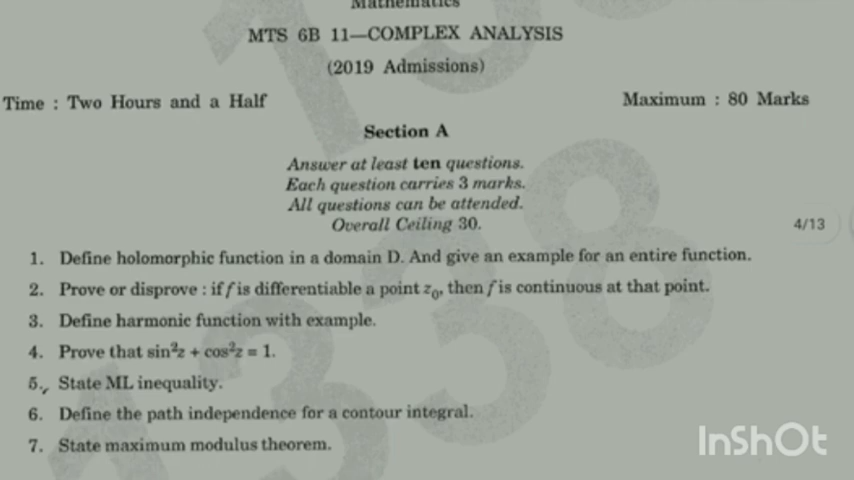 Mathematics
MTS 6B 11—COMPLEX ANALYSIS
(2019 Admissions)
Time : Two Hours and a Half
Maximum : 80 Marks
Section A
Answer at least ten questions.
Each question carries 3 marks.
All questions can be attended.
Overall Ceiling 30.
4/13
1. Define holomorphic function in a domain D. And give an example for an entire function.
2. Prove or disprove : if f is differentiable a point z₀, then f is continuous at that point.
3. Define harmonic function with example.
4. Prove that sin²z + cos²z = 1.
5. State ML inequality.
6. Define the path independence for a contour integral.
7. State maximum modulus theorem.
InShOt